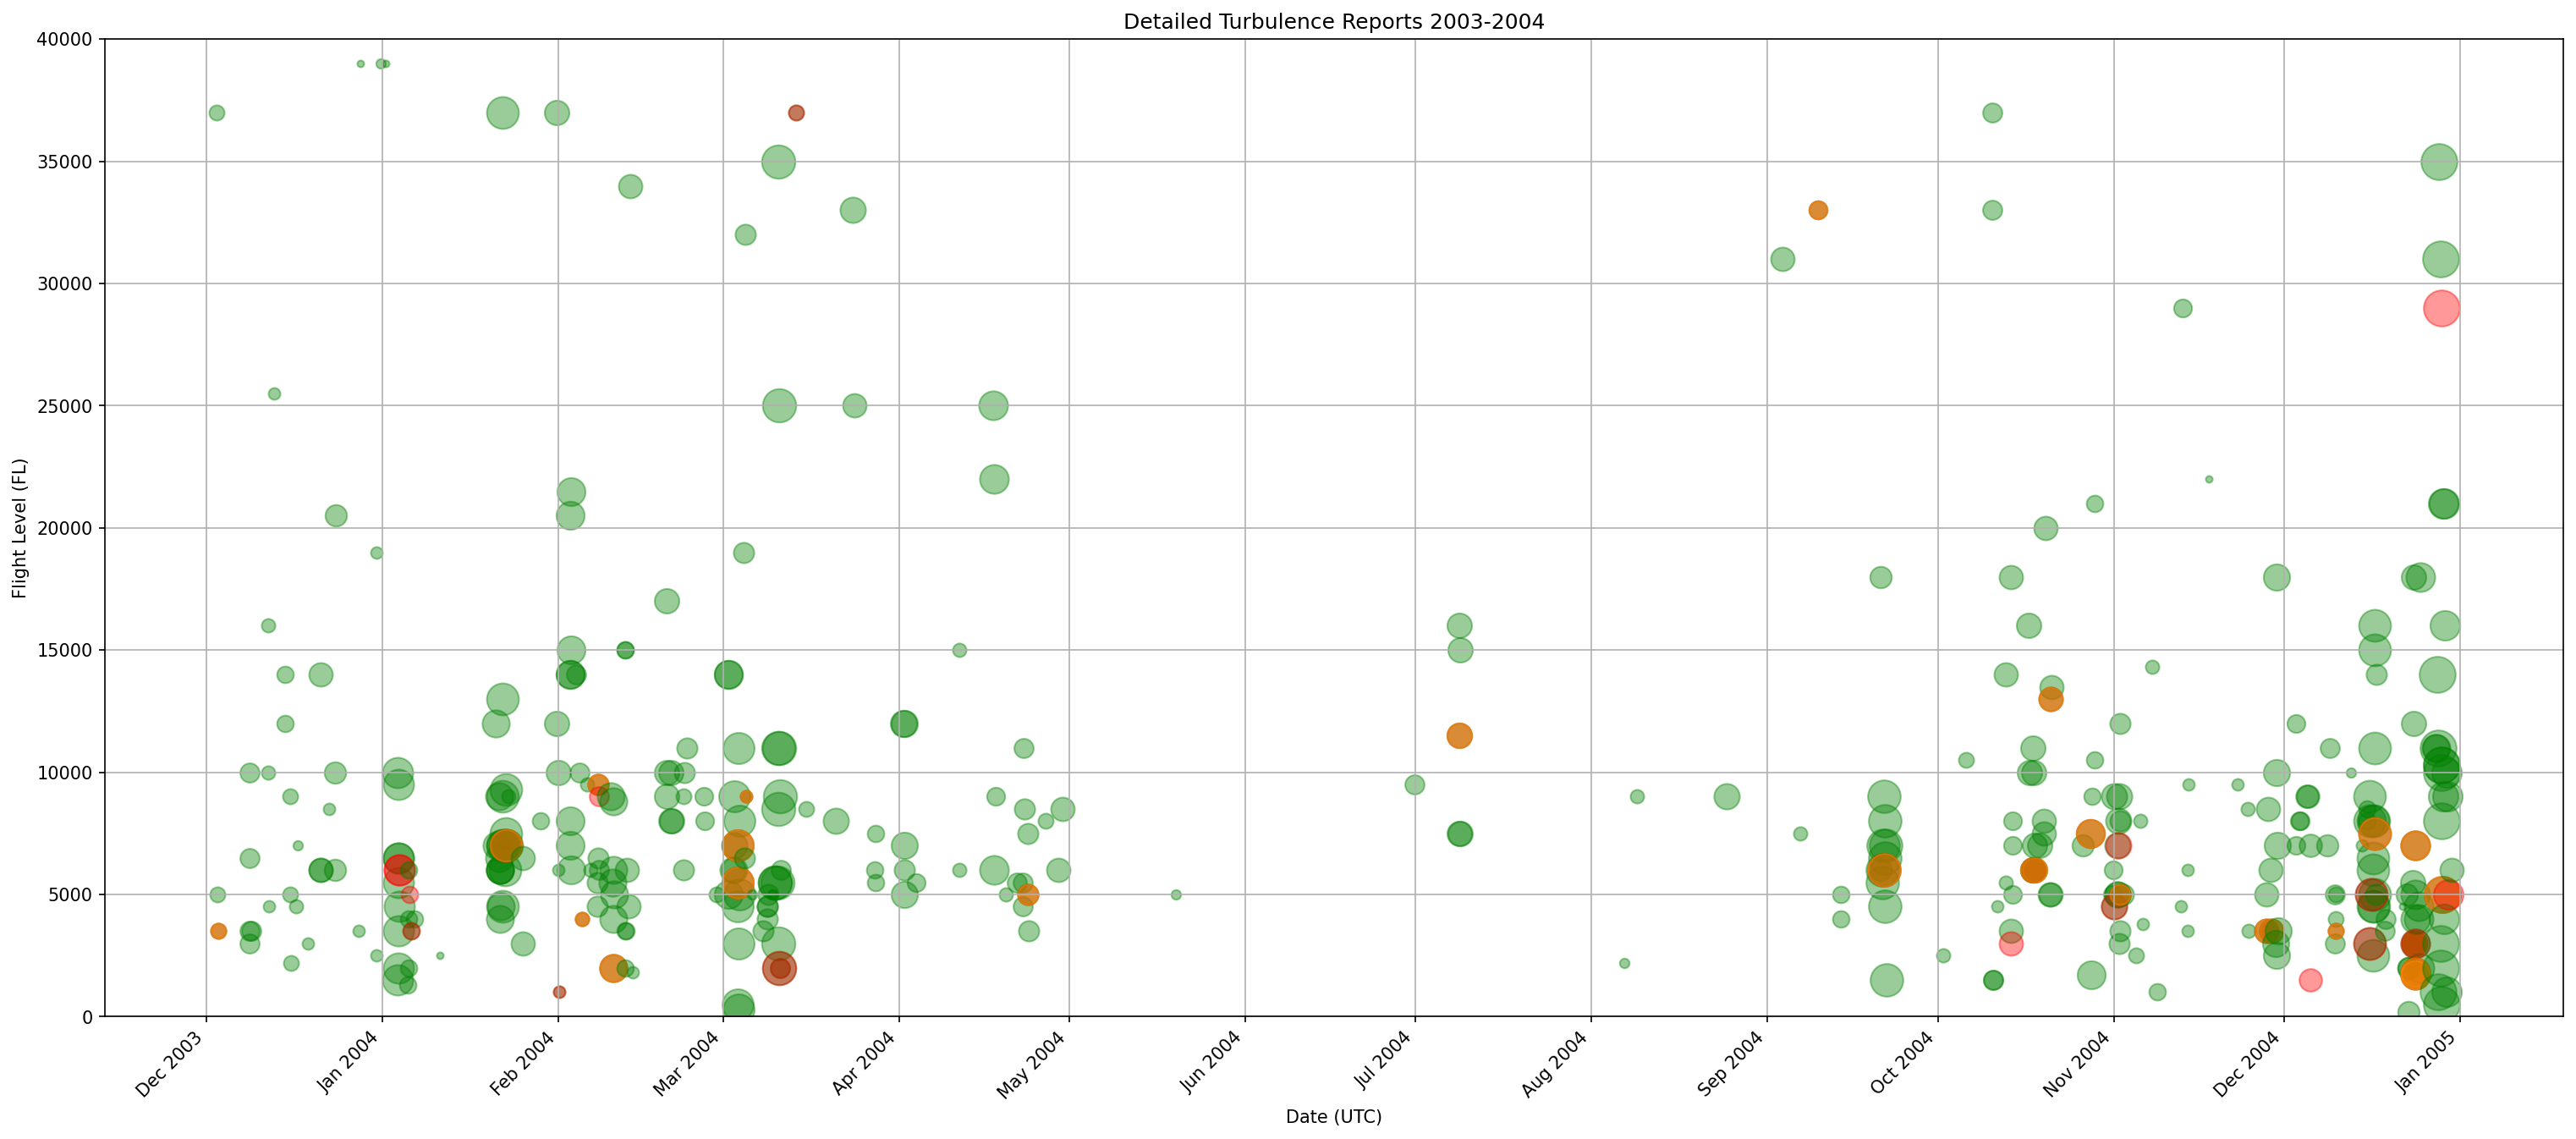 Detailed Turbulence Reports 2003-2004
Flight Level (FL)
40000
35000
30000
25000
20000
15000
10000
5000
0
Dec 2003
Jan 2004
Feb 2004
Mar 2004
Apr 2004
May 2004
Jun 2004
Jul 2004
Aug 2004
Sep 2004
Oct 2004
Nov 2004
Dec 2004
Jan 2005
Date (UTC)